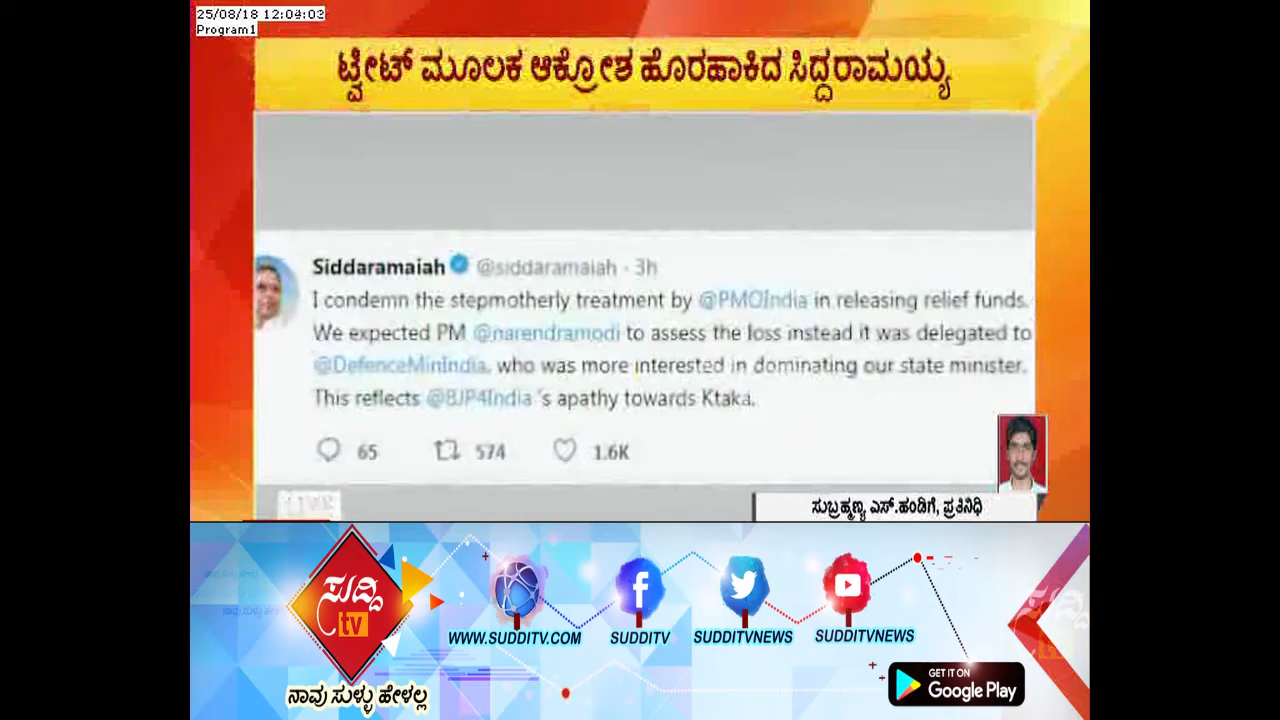 25/08/18 12:04:03
Program1
ಟ್ವೀಟ್ ಮೂಲಕ ಆಕ್ರೋಶ ಹೊರಹಾಕಿದ ಸಿದ್ದರಾಮಯ್ಯ
Siddaramaiah @siddaramaiah · 3h
I condemn the stepmotherly treatment by @PMOIndia in releasing relief funds.
We expected PM @narendramodi to assess the loss instead it was delegated to
@DefenceMinIndia, who was more interested in dominating our state minister.
This reflects @BJP4India 's apathy towards Ktaka.
65 574 1.6K
LIVE
ಸುಬ್ರಹ್ಮಣ್ಯ ಎಸ್.ಹಂಡಿಗೆ, ಪ್ರತಿನಿಧಿ
ಸುದ್ದಿ
tv
ನಾವು ಸುಳ್ಳು ಹೇಳಲ್ಲ
WWW.SUDDITV.COM SUDDITV SUDDITVNEWS SUDDITVNEWS
GET IT ON
Google Play